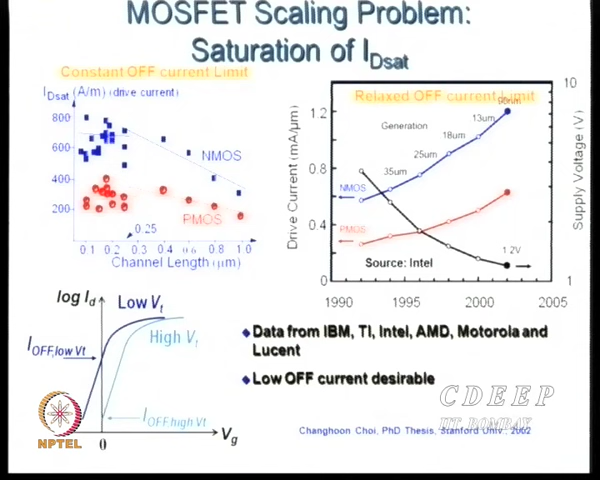 MOSFET Scaling Problem:
Saturation of IDsat
Constant OFF current Limit
IDsat (A/m) (drive current)
800
600
400
200
NMOS
PMOS
0.25
0.1 0.2 0.4 0.6 0.8 1.0
Channel Length (µm)
Relaxed OFF current Limit
10
1.2
0.8
0.4
0
Drive Current (mA/µm)
Generation
90nm
.13um
.18um
.25um
.35um
NMOS
PMOS
1.2V
Source: Intel
Supply Voltage (V)
1
1990 1995 2000 2005
log Id
Low Vt
High Vt
IOFF,low Vt
IOFF,high Vt
0
Vg
Data from IBM, TI, Intel, AMD, Motorola and
Lucent
Low OFF current desirable
CDEEP
IIT BOMBAY
Changhoon Choi, PhD Thesis, Stanford Univ., 2002
NPTEL